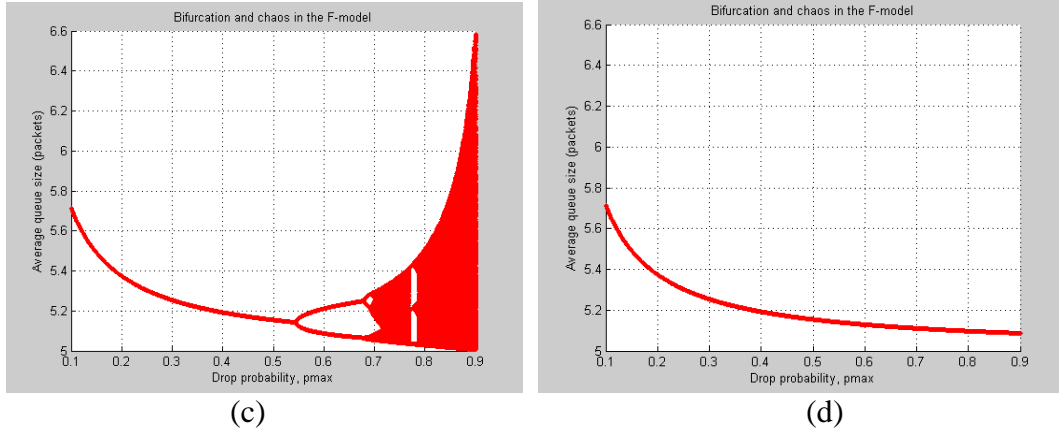 Bifurcation and chaos in the F-model
Average queue size (packets)
6.6
6.4
6.2
6
5.8
5.6
5.4
5.2
5
0.1 0.2 0.3 0.4 0.5 0.6 0.7 0.8 0.9
Drop probability, pmax
(c)
Bifurcation and chaos in the F-model
Average queue size (packets)
6.6
6.4
6.2
6
5.8
5.6
5.4
5.2
5
0.1 0.2 0.3 0.4 0.5 0.6 0.7 0.8 0.9
Drop probability, pmax
(d)